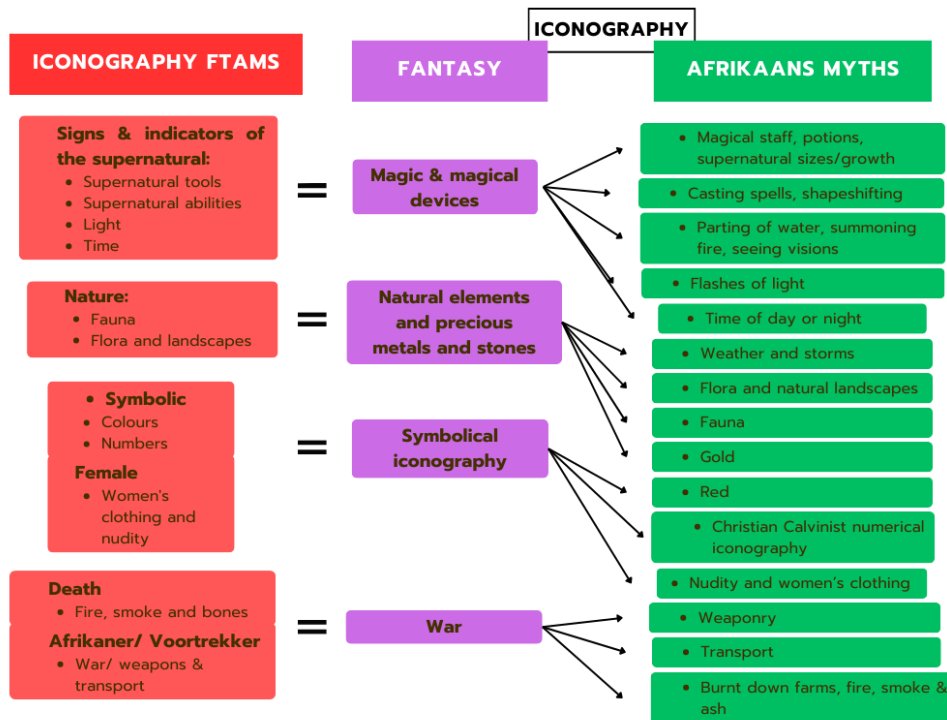 ICONOGRAPHY
ICONOGRAPHY FTAMS
Signs & indicators of
the supernatural:
• Supernatural tools
• Supernatural abilities
• Light
• Time
Nature:
• Fauna
• Flora and landscapes
• Symbolic
• Colours
• Numbers
Female
• Women's
clothing and
nudity
Death
• Fire, smoke and bones
Afrikaner/ Voortrekker
• War/ weapons &
transport
=
=
=
=
FANTASY
Magic & magical
devices
Natural elements
and precious
metals and stones
Symbolical
iconography
War
AFRIKAANS MYTHS
• Magical staff, potions,
supernatural sizes/growth
• Casting spells, shapeshifting
• Parting of water, summoning
fire, seeing visions
• Flashes of light
• Time of day or night
• Weather and storms
• Flora and natural landscapes
• Fauna
• Gold
• Red
• Christian Calvinist numerical
iconography
• Nudity and women's clothing
• Weaponry
• Transport
• Burnt down farms, fire, smoke &
ash